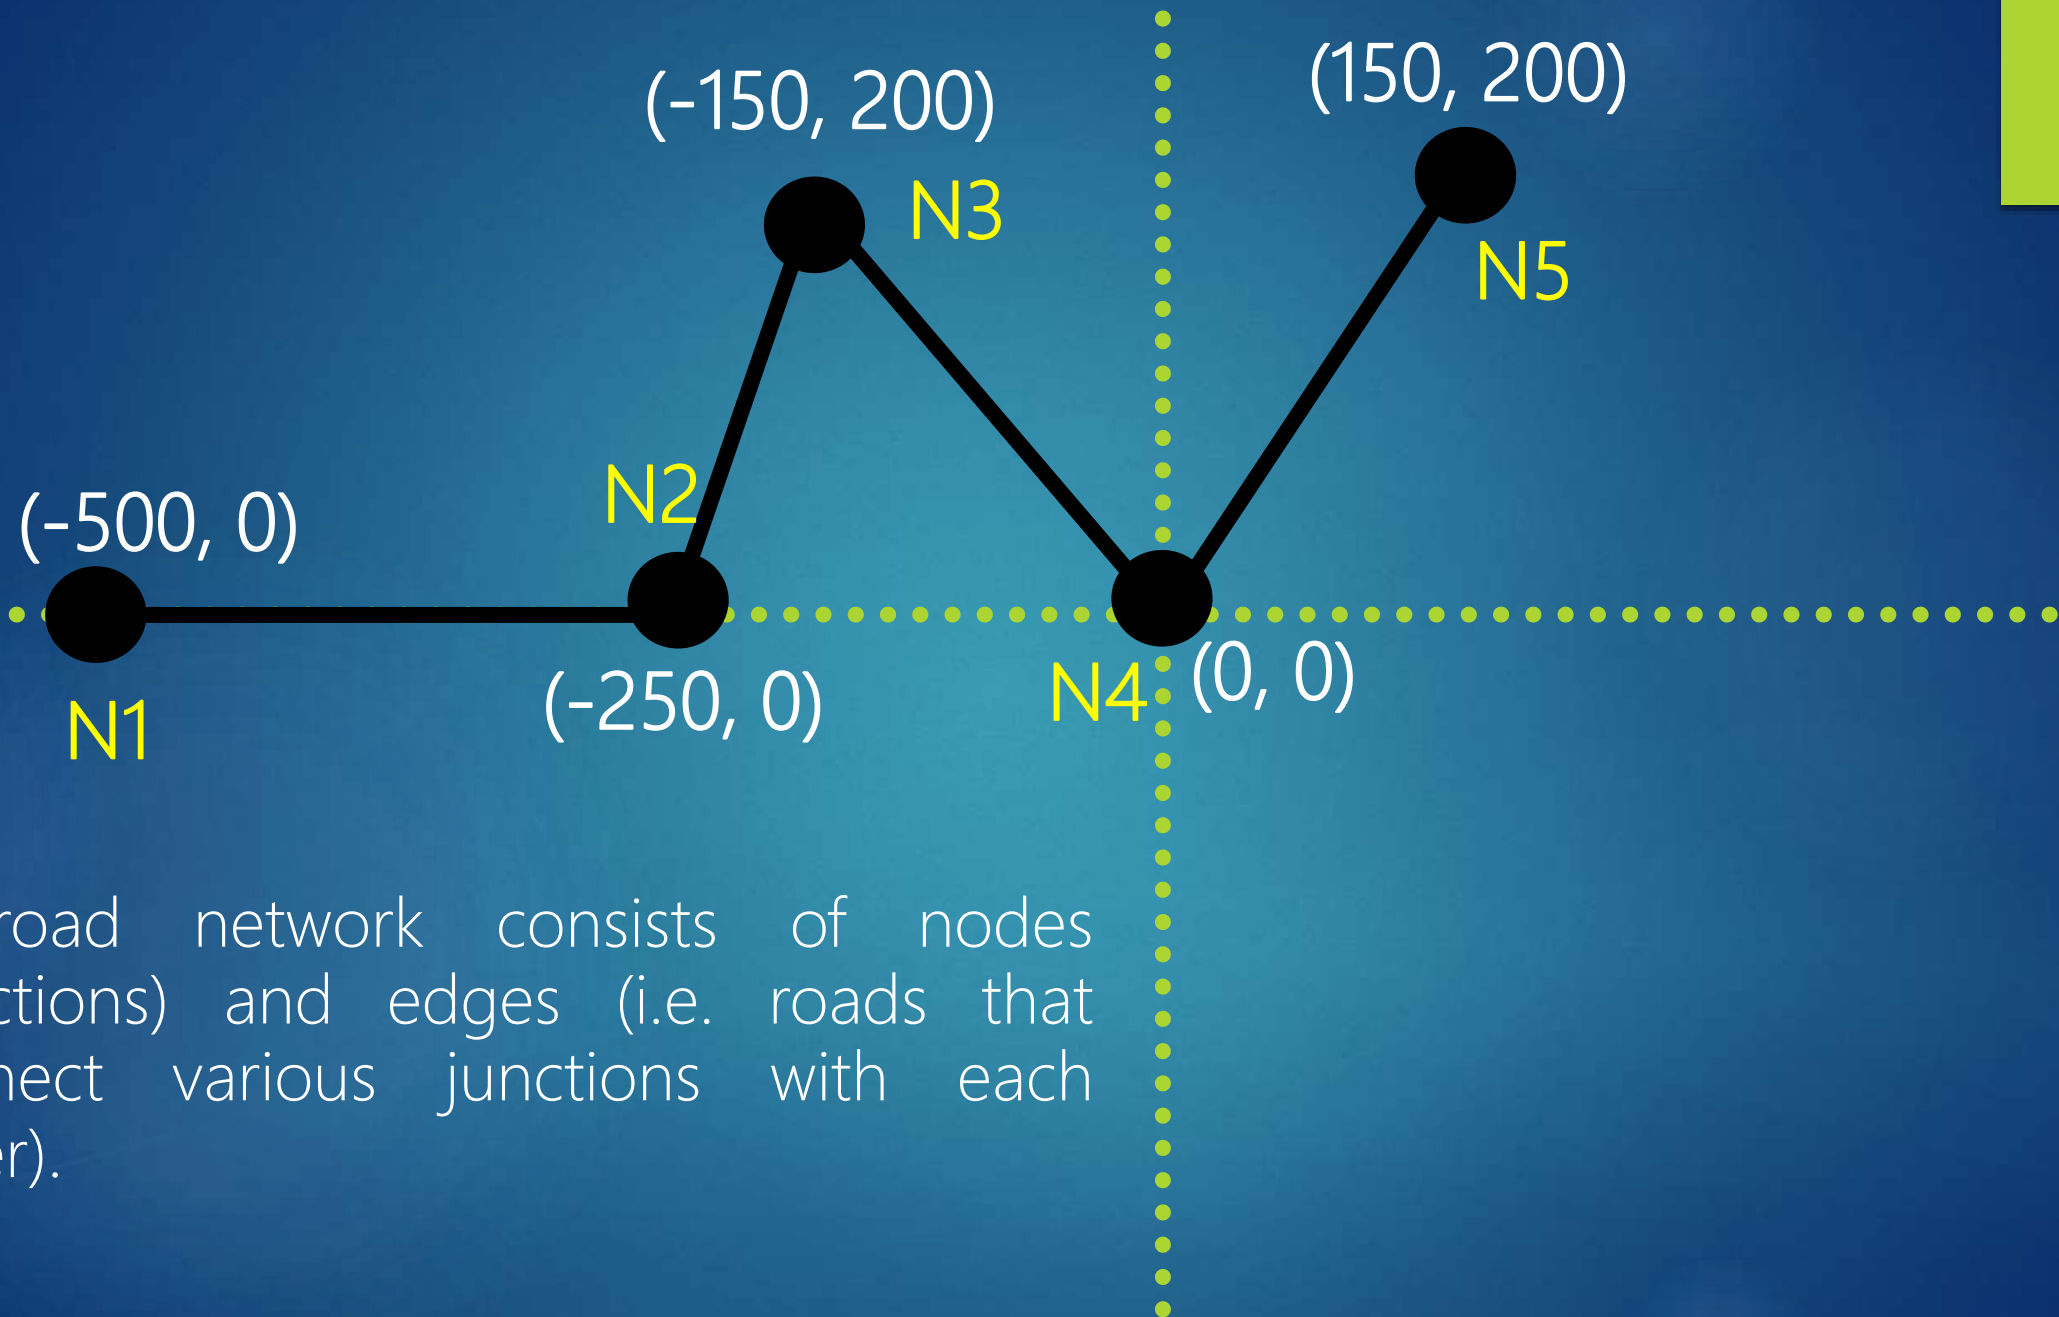 (-150, 200)
(150, 200)
N3
N5
N2
(-500, 0)
(-250, 0)
N4
(0, 0)
N1
road network consists of nodes
ctions) and edges (i.e. roads that
nect various junctions with each
er).